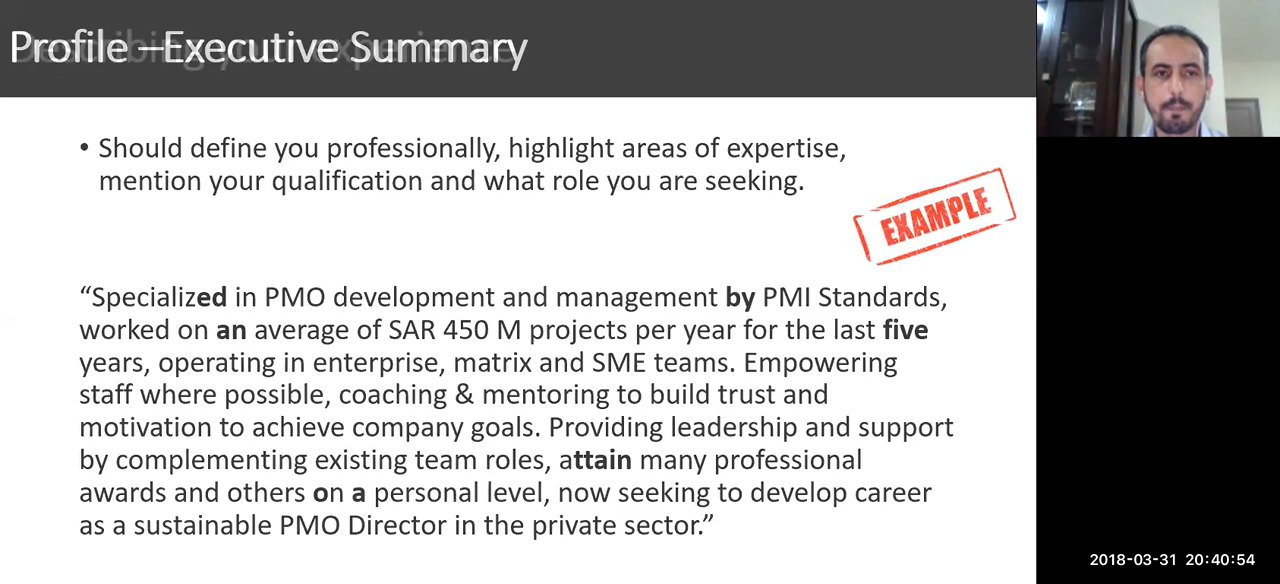 Profile –Executive Summary
• Should define you professionally, highlight areas of expertise,
mention your qualification and what role you are seeking.
EXAMPLE
“Specialized in PMO development and management by PMI Standards,
worked on an average of SAR 450 M projects per year for the last five
years, operating in enterprise, matrix and SME teams. Empowering
staff where possible, coaching & mentoring to build trust and
motivation to achieve company goals. Providing leadership and support
by complementing existing team roles, attain many professional
awards and others on a personal level, now seeking to develop career
as a sustainable PMO Director in the private sector.”
2018-03-31 20:40:54